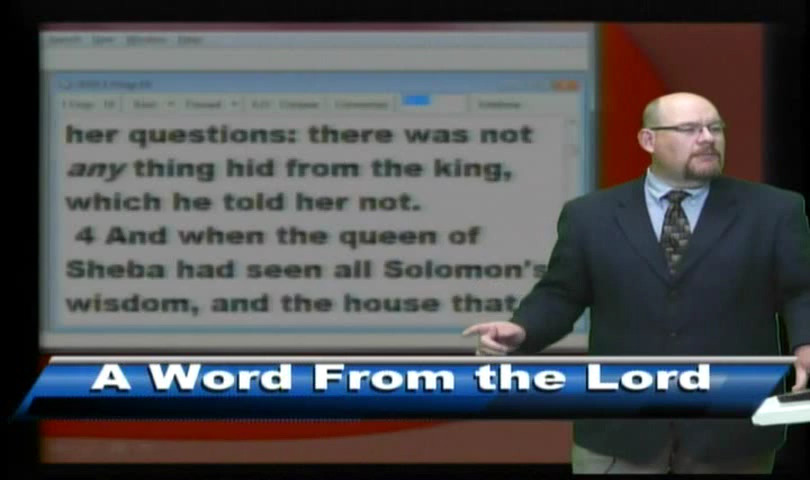 her questions: there was not
any thing hid from the king,
which he told her not.
4 And when the queen of
Sheba had seen all Solomon's
wisdom, and the house that
A Word From the Lord